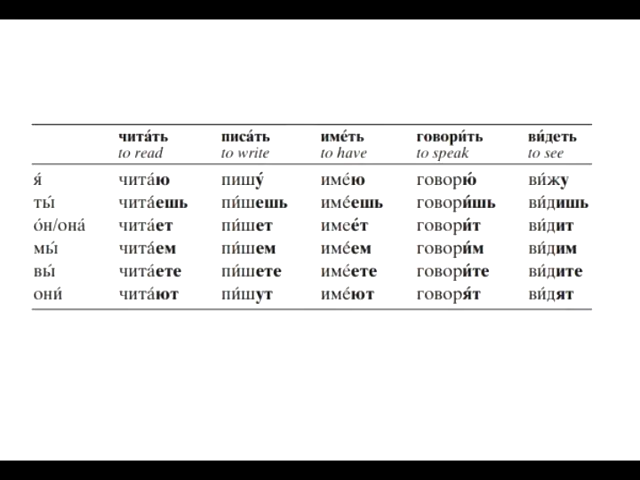 чита́ть писа́ть име́ть говори́ть ви́деть
to read to write to have to speak to see
я́ чита́ю пишу́ име́ю говорю́ ви́жу
ты́ чита́ешь пи́шешь име́ешь говори́шь ви́дишь
о́н/она́ чита́ет пи́шет имее́т говори́т ви́дит
мы́ чита́ем пи́шем име́ем говори́м ви́дим
вы́ чита́ете пи́шете име́ете говори́те ви́дите
они́ чита́ют пи́шут име́ют говоря́т ви́дят